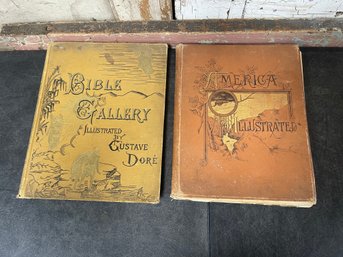 BIBLE
GALLERY
ILLUSTRATED
BY
GUSTAVE
DORÉ
AMERICA
ILLUSTRATED